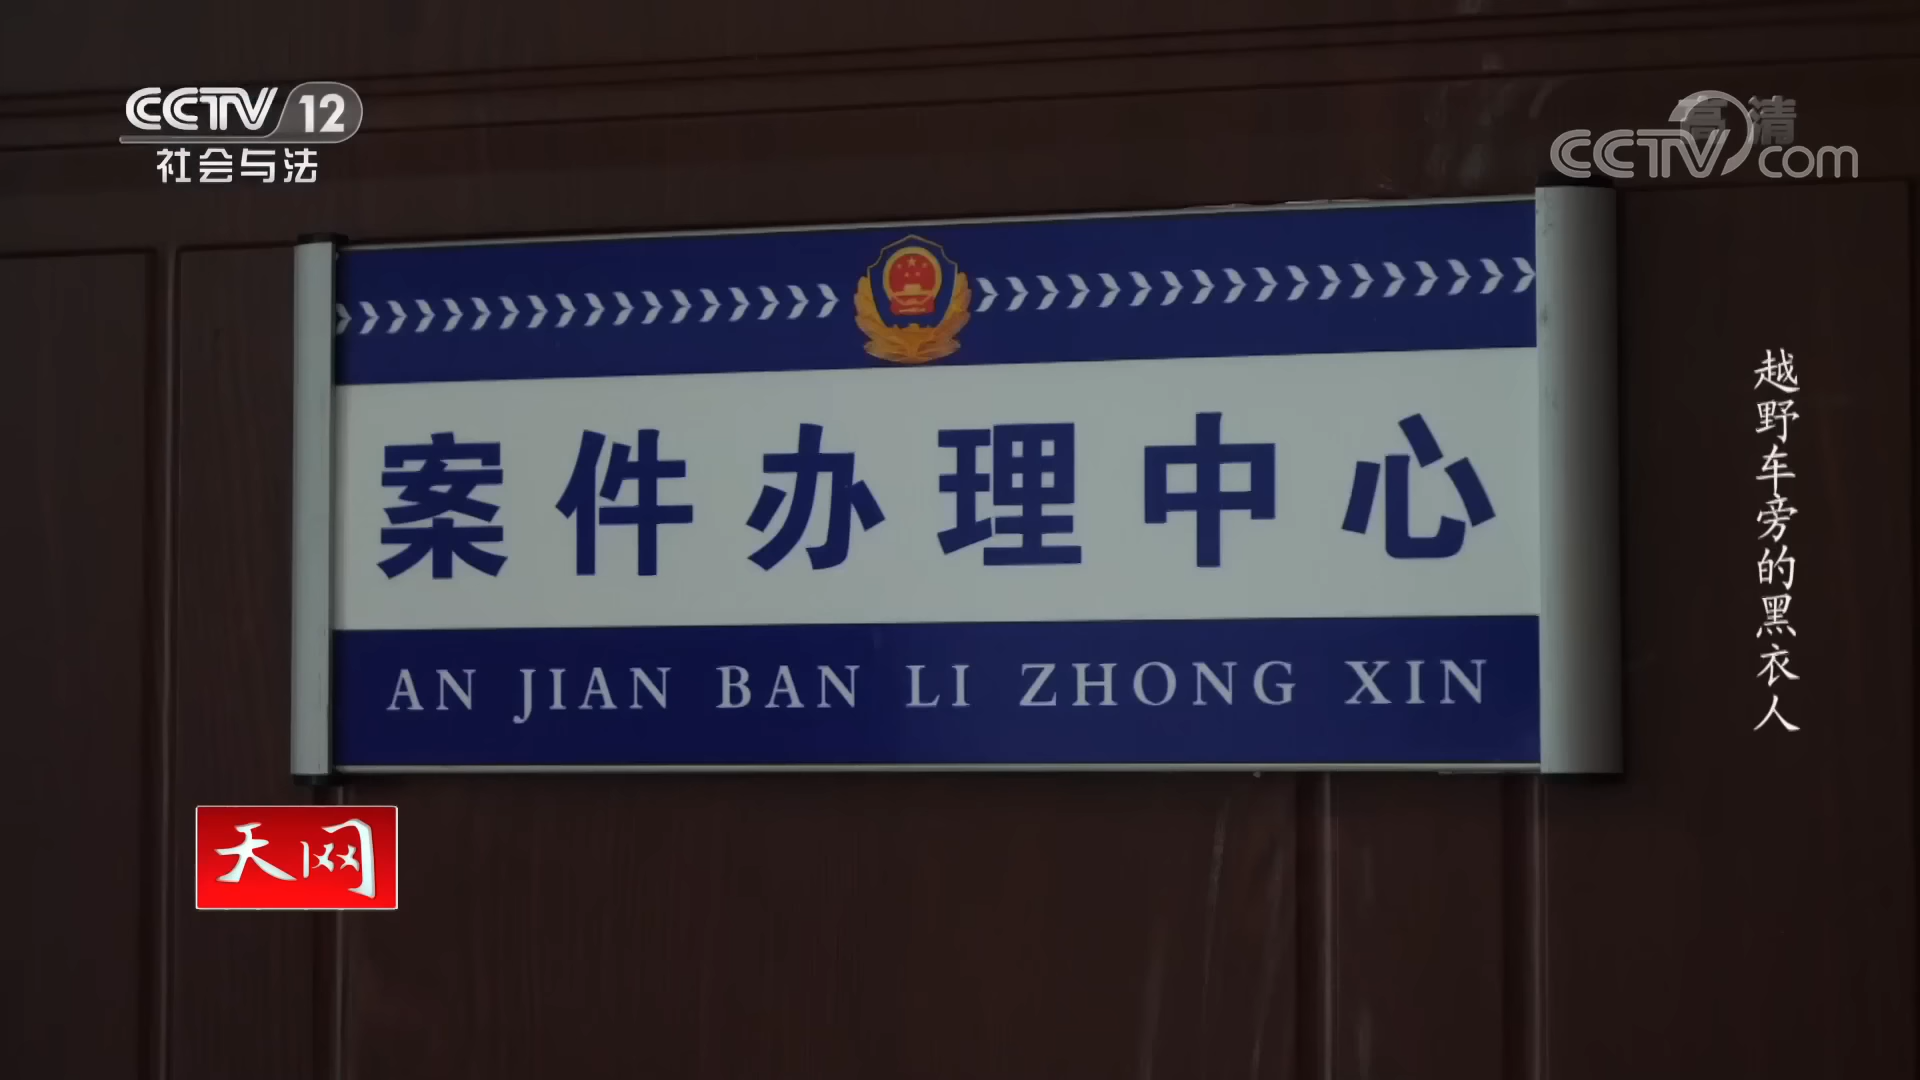 CCTV 12
社会与法
高清
CCTV com
案件办理中心
AN JIAN BAN LI ZHONG XIN
越野车旁的黑衣人
天网